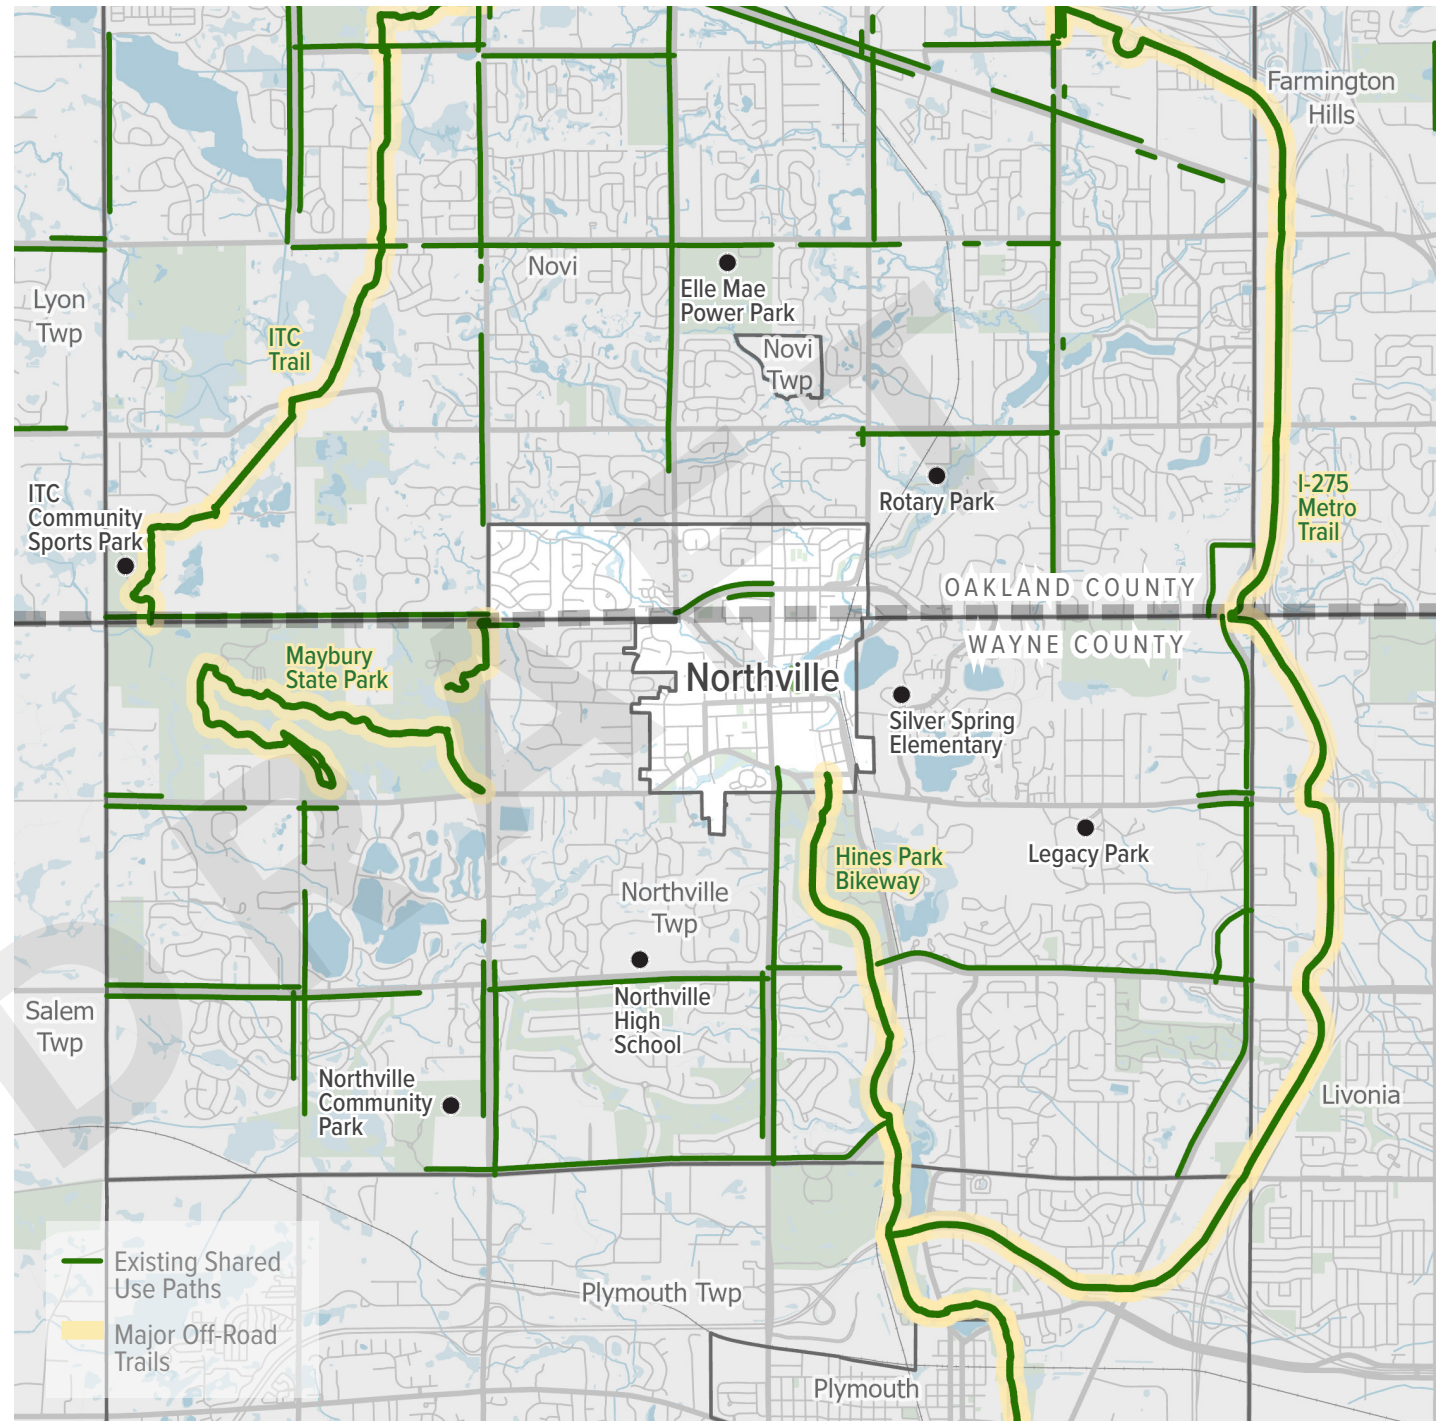 Farmington
Hills
Novi
Elle Mae
Power Park
Lyon
Twp
ITC
Trail
Novi
Twp
ITC
Community
Sports Park
Rotary Park
I-275
Metro
Trail
OAKLAND COUNTY
WAYNE COUNTY
Maybury
State Park
Northville
Silver Spring
Elementary
Hines Park
Bikeway
Legacy Park
Northville
Twp
Northville
High
School
Salem
Twp
Northville
Community
Park
Livonia
Existing Shared
Use Paths
Major Off-Road
Trails
Plymouth Twp
Plymouth
DRAFT